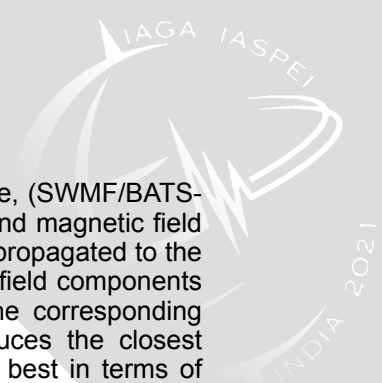 IAGA IASPEI
INDIA 2021
e, (SWMF/BATS-
nd magnetic field
propagated to the
field components
ne corresponding
uces the closest
best in terms of